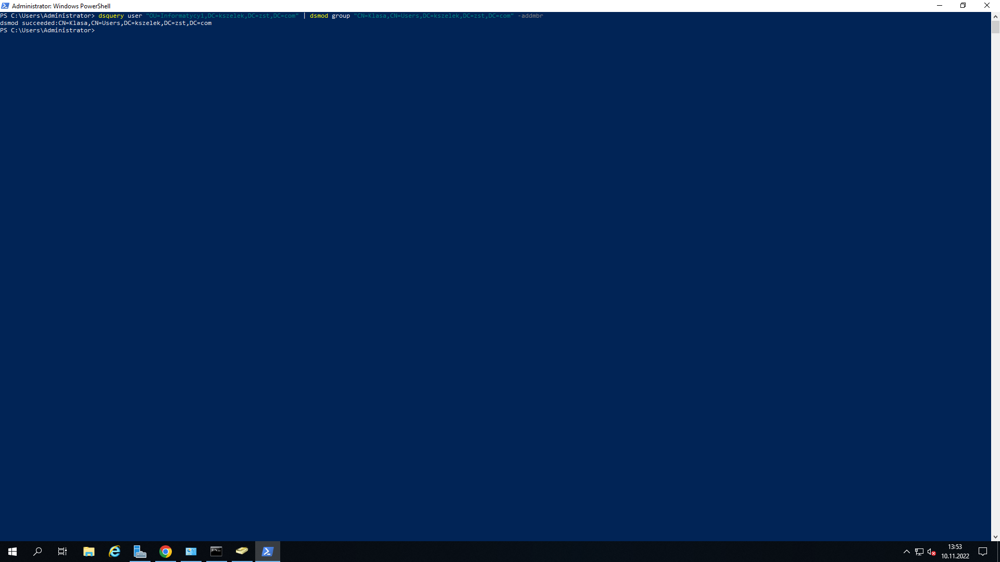 Administrator: Windows PowerShell
PS C:\Users\Administrator> dsquery user "OU=Informatycy1,DC=kszelek,DC=zst,DC=com" | dsmod group "CN=Klasa,CN=Users,DC=kszelek,DC=zst,DC=com" -addmbr
dsmod succeeded:CN=Klasa,CN=Users,DC=kszelek,DC=zst,DC=com
PS C:\Users\Administrator>
13:53
10.11.2022